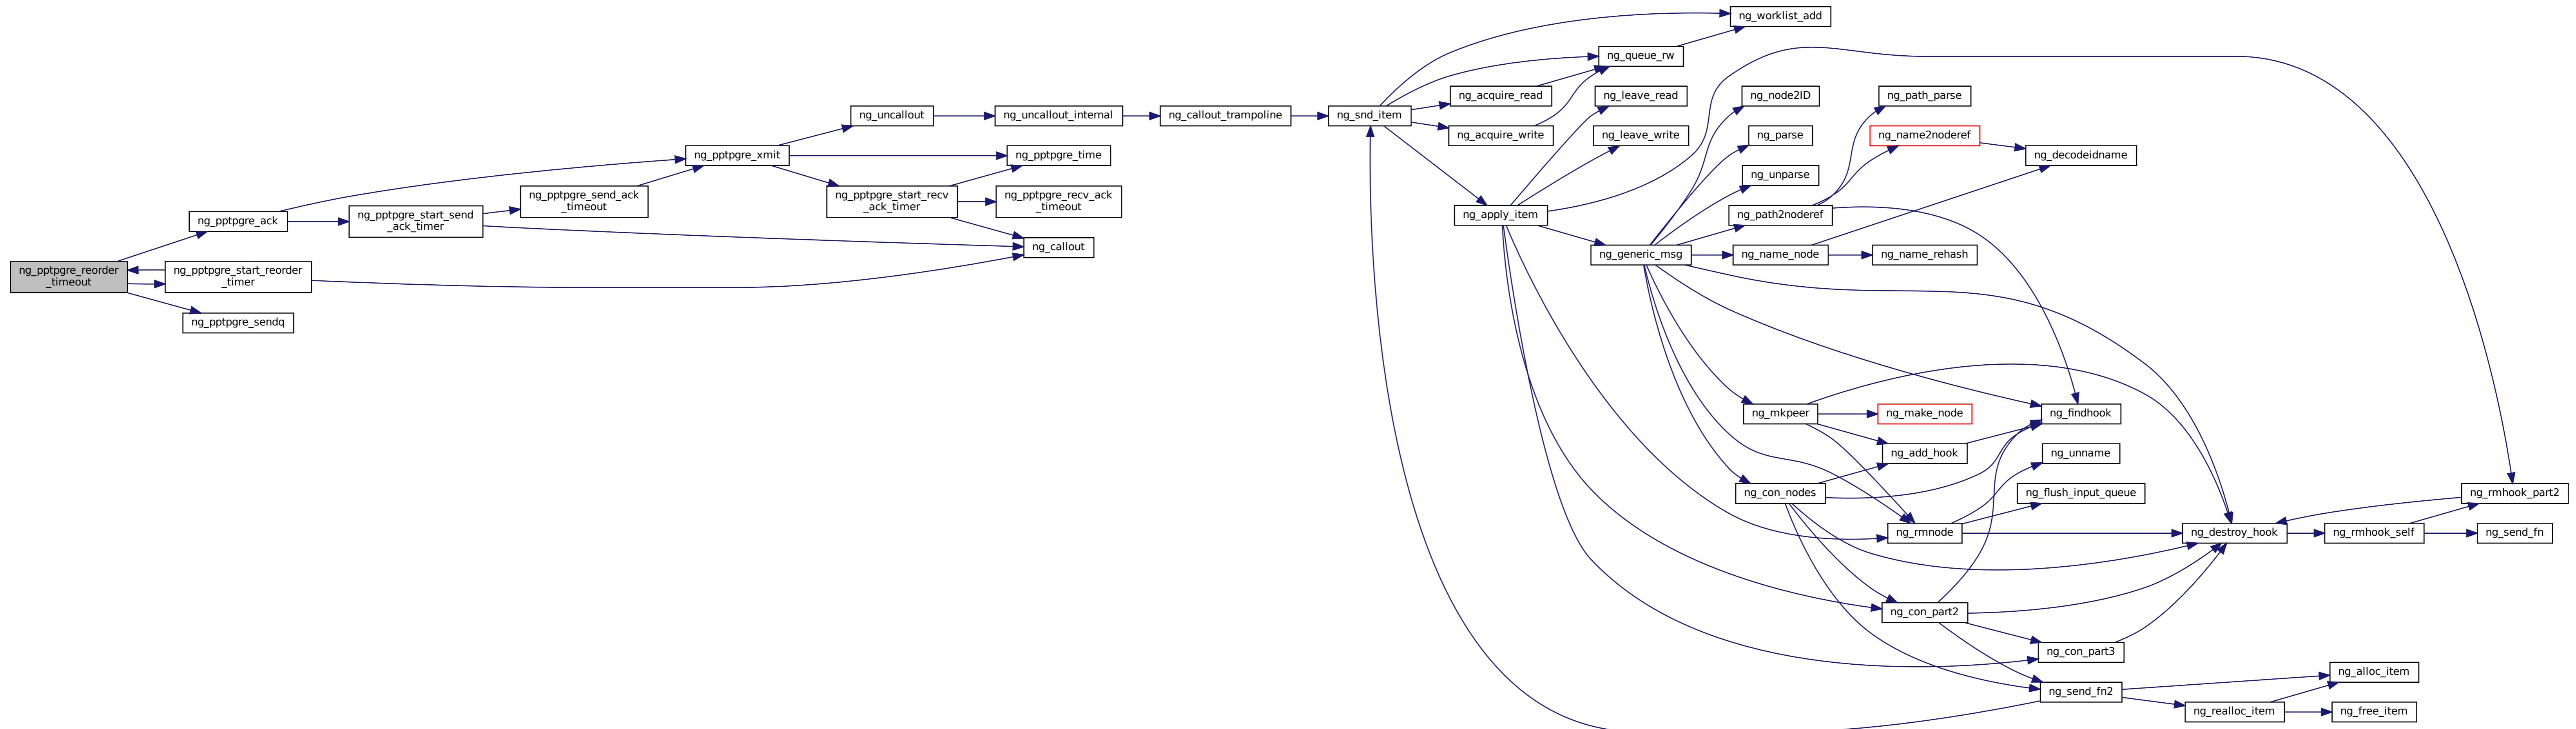 ng_pptpgre_reorder
_timeout
ng_pptpgre_ack
ng_pptpgre_start_reorder
_timer
ng_pptpgre_sendq
ng_pptpgre_start_send
_ack_timer
ng_pptpgre_send_ack
_timeout
ng_pptpgre_xmit
ng_uncallout
ng_pptpgre_start_recv
_ack_timer
ng_uncallout_internal
ng_pptpgre_time
ng_pptpgre_recv_ack
_timeout
ng_callout
ng_callout_trampoline
ng_snd_item
ng_acquire_read
ng_acquire_write
ng_apply_item
ng_worklist_add
ng_queue_rw
ng_leave_read
ng_leave_write
ng_generic_msg
ng_node2ID
ng_parse
ng_unparse
ng_path2noderef
ng_name_node
ng_mkpeer
ng_con_nodes
ng_path_parse
ng_name2noderef
ng_name_rehash
ng_make_node
ng_add_hook
ng_rmnode
ng_con_part2
ng_decodeidname
ng_findhook
ng_unname
ng_flush_input_queue
ng_con_part3
ng_send_fn2
ng_destroy_hook
ng_realloc_item
ng_rmhook_self
ng_alloc_item
ng_free_item
ng_rmhook_part2
ng_send_fn